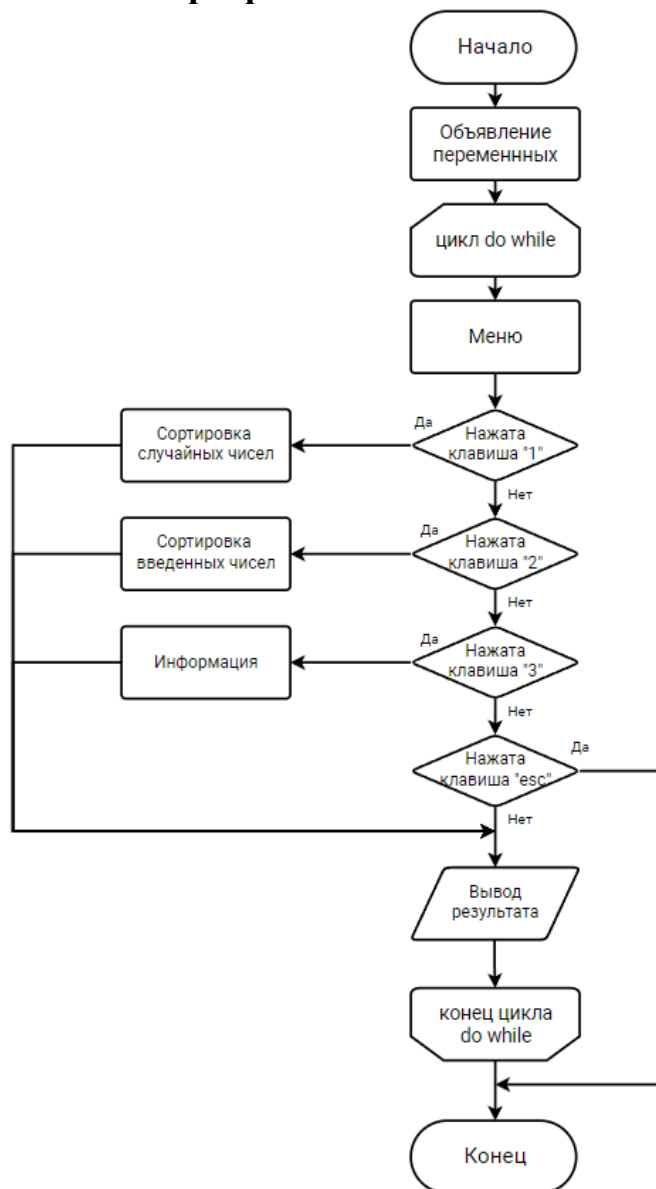 Начало
Объявление
переменнных
цикл do while
Меню
Да
Нажата
клавиша "1"
Сортировка
случайных чисел
Нет
Да
Нажата
клавиша "2"
Сортировка
введенных чисел
Нет
Да
Нажата
клавиша "3"
Информация
Нет
Нажата
клавиша "esc"
Да
Нет
Вывод
результата
конец цикла
do while
Конец